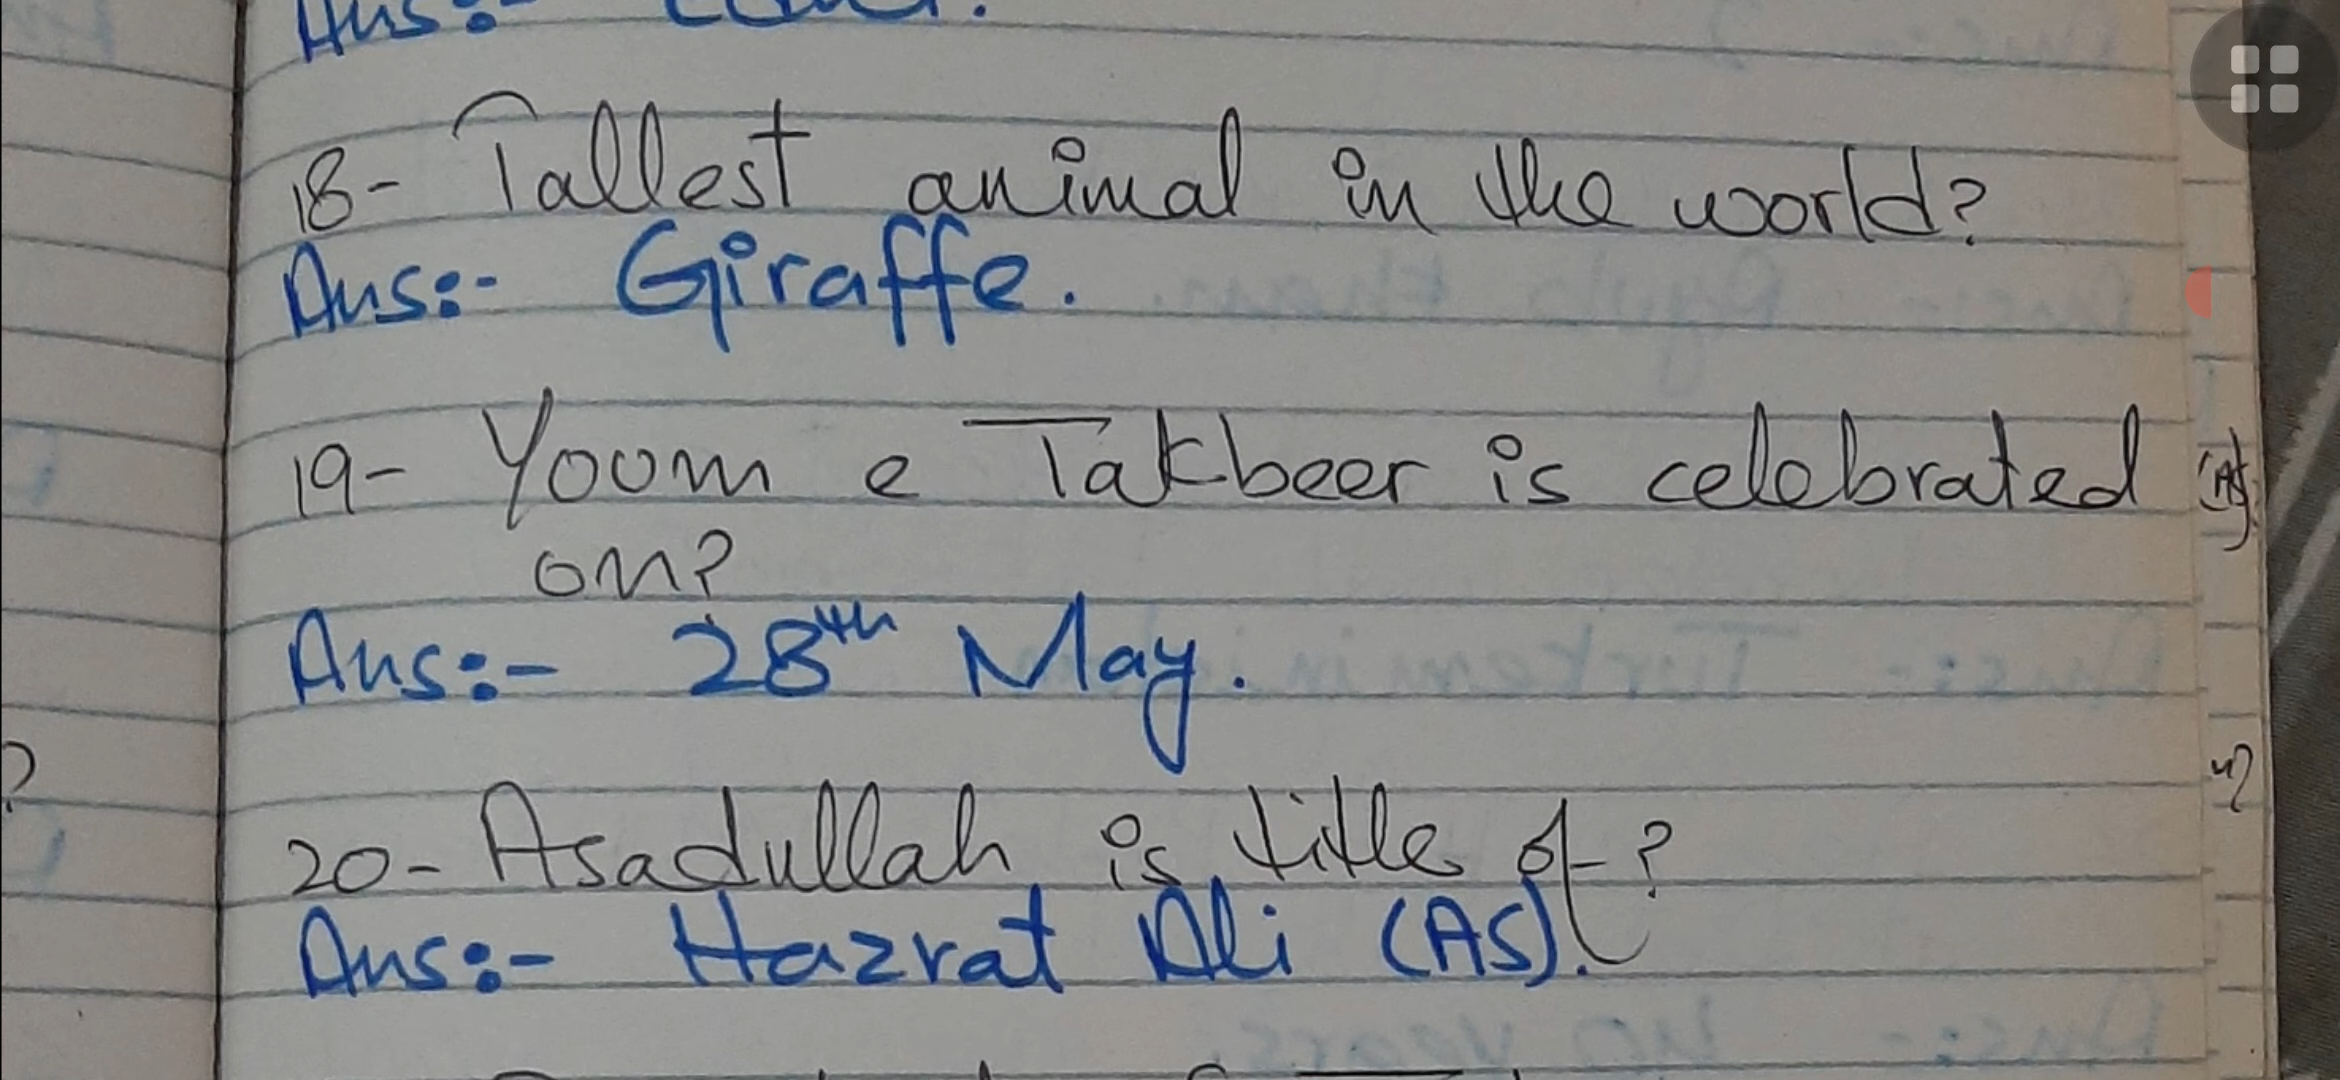 Ans:-
18- Tallest animal in the world?
Ans:- Giraffe.
19- Youm e Takbeer is celebrated
on?
Ans:- 28th May.
20- Asadullah is title of?
Ans:- Hazrat Ali (AS).